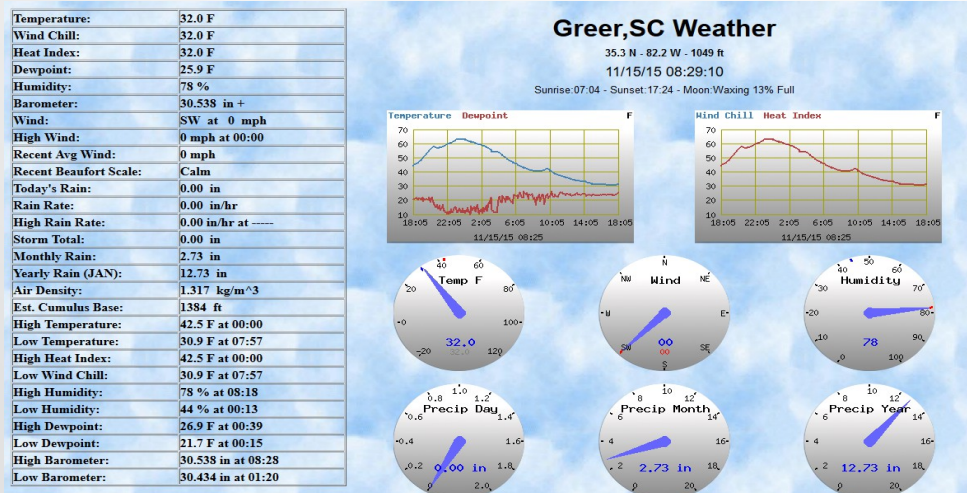 Temperature: 32.0 F
Wind Chill: 32.0 F
Heat Index: 32.0 F
Dewpoint: 25.9 F
Humidity: 78 %
Barometer: 30.538 in +
Wind: SW at 0 mph
High Wind: 0 mph at 00:00
Recent Avg Wind: 0 mph
Recent Beaufort Scale: Calm
Today's Rain: 0.00 in
Rain Rate: 0.00 in/hr
High Rain Rate: 0.00 in/hr at -----
Storm Total: 0.00 in
Monthly Rain: 2.73 in
Yearly Rain (JAN): 12.73 in
Air Density: 1.317 kg/m^3
Est. Cumulus Base: 1384 ft
High Temperature: 42.5 F at 00:00
Low Temperature: 30.9 F at 07:57
High Heat Index: 42.5 F at 00:00
Low Wind Chill: 30.9 F at 07:57
High Humidity: 78 % at 08:18
Low Humidity: 44 % at 00:13
High Dewpoint: 26.9 F at 00:39
Low Dewpoint: 21.7 F at 00:15
High Barometer: 30.538 in at 08:28
Low Barometer: 30.434 in at 01:20
Greer,SC Weather
35.3 N - 82.2 W - 1049 ft
11/15/15 08:29:10
Sunrise:07:04 - Sunset:17:24 - Moon:Waxing 13% Full
Temperature Dewpoint F
70
60
50
40
30
20
10
18:05 22:05 2:05 6:05 10:05 14:05 18:05
11/15/15 08:25
Wind Chill Heat Index F
70
60
50
40
30
20
10
18:05 22:05 2:05 6:05 10:05 14:05 18:05
11/15/15 08:25
40 60
Temp F
20 80
0 100
32.0
-20 32.0 120
N
NW Wind NE
W E
00
SW 00 SE
S
40 50 60
Humidity
30 70
20 80
10 78 90
0 100
0.8 1.0 1.2
Precip Day
0.6 1.4
0.4 1.6
0.2 0.00 in 1.8
0 2.0
8 10 12
Precip Month
6 14
4 16
2 2.73 in 18
0 20
8 10 12
Precip Year
6 14
4 16
2 12.73 in 18
0 20